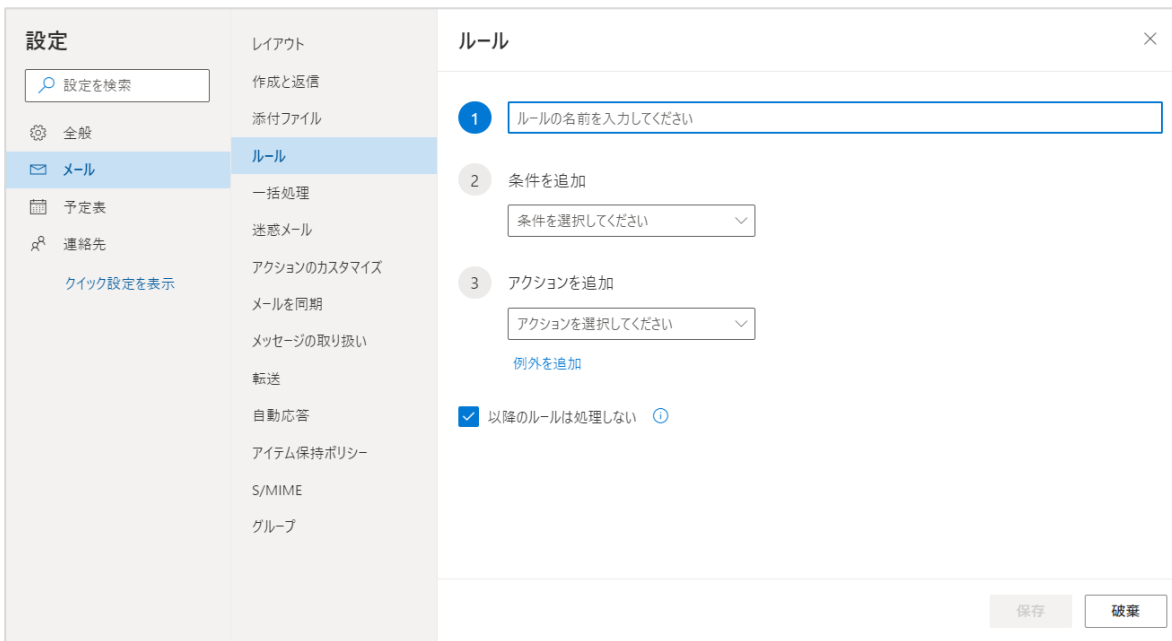 設定
設定を検索
全般
メール
予定表
連絡先
クイック設定を表示
レイアウト
作成と返信
添付ファイル
ルール
一括処理
迷惑メール
アクションのカスタマイズ
メールを同期
メッセージの取り扱い
転送
自動応答
アイテム保持ポリシー
S/MIME
グループ
ルール
1 ルールの名前を入力してください
2 条件を追加
条件を選択してください
3 アクションを追加
アクションを選択してください
例外を追加
以降のルールは処理しない
保存 破棄